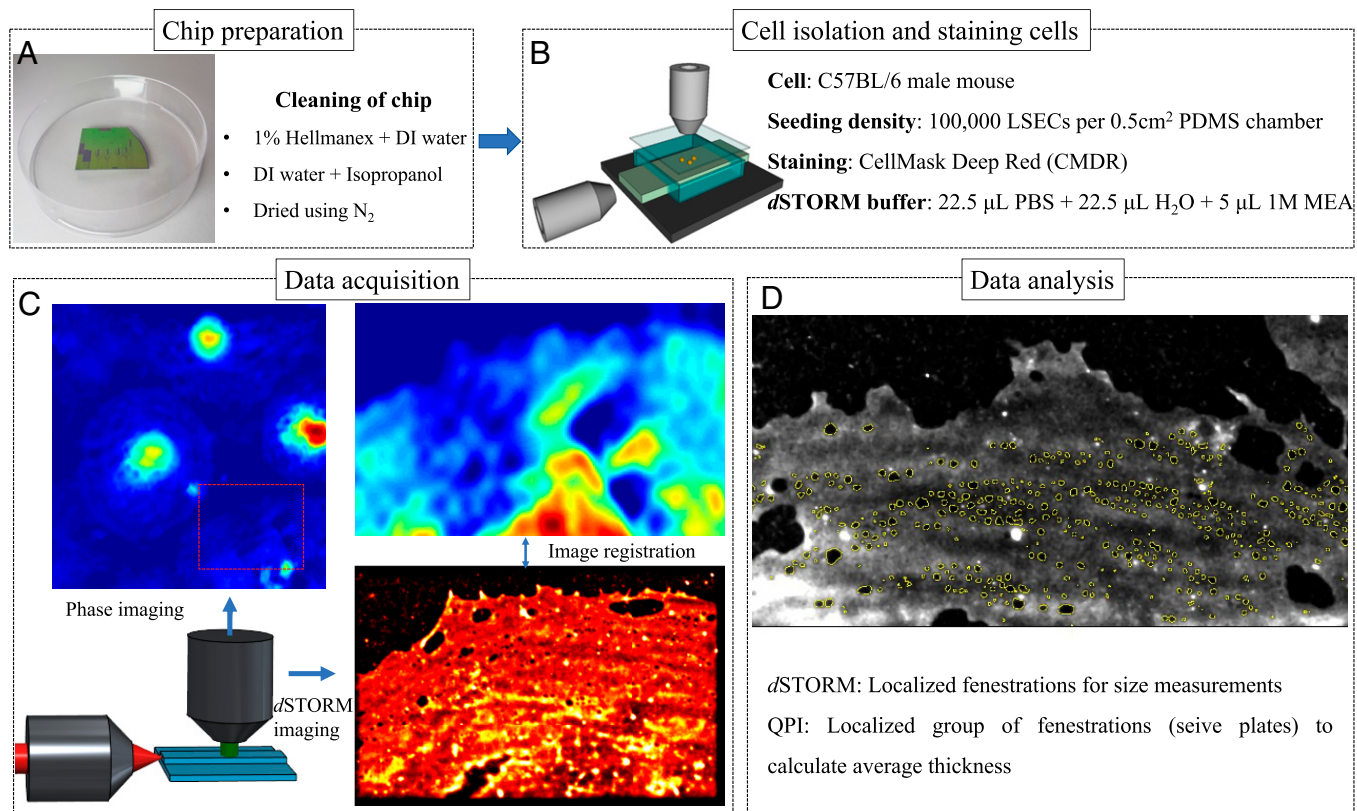 Chip preparation
A
Cleaning of chip
• 1% Hellmanex + DI water
• DI water + Isopropanol
• Dried using N₂
Cell isolation and staining cells
B
Cell: C57BL/6 male mouse
Seeding density: 100,000 LSECs per 0.5cm² PDMS chamber
Staining: CellMask Deep Red (CMDR)
dSTORM buffer: 22.5 μL PBS + 22.5 μL H₂O + 5 μL 1M MEA
Data acquisition
C
Image registration
Phase imaging
dSTORM
imaging
Data analysis
D
dSTORM: Localized fenestrations for size measurements
QPI: Localized group of fenestrations (seive plates) to
calculate average thickness